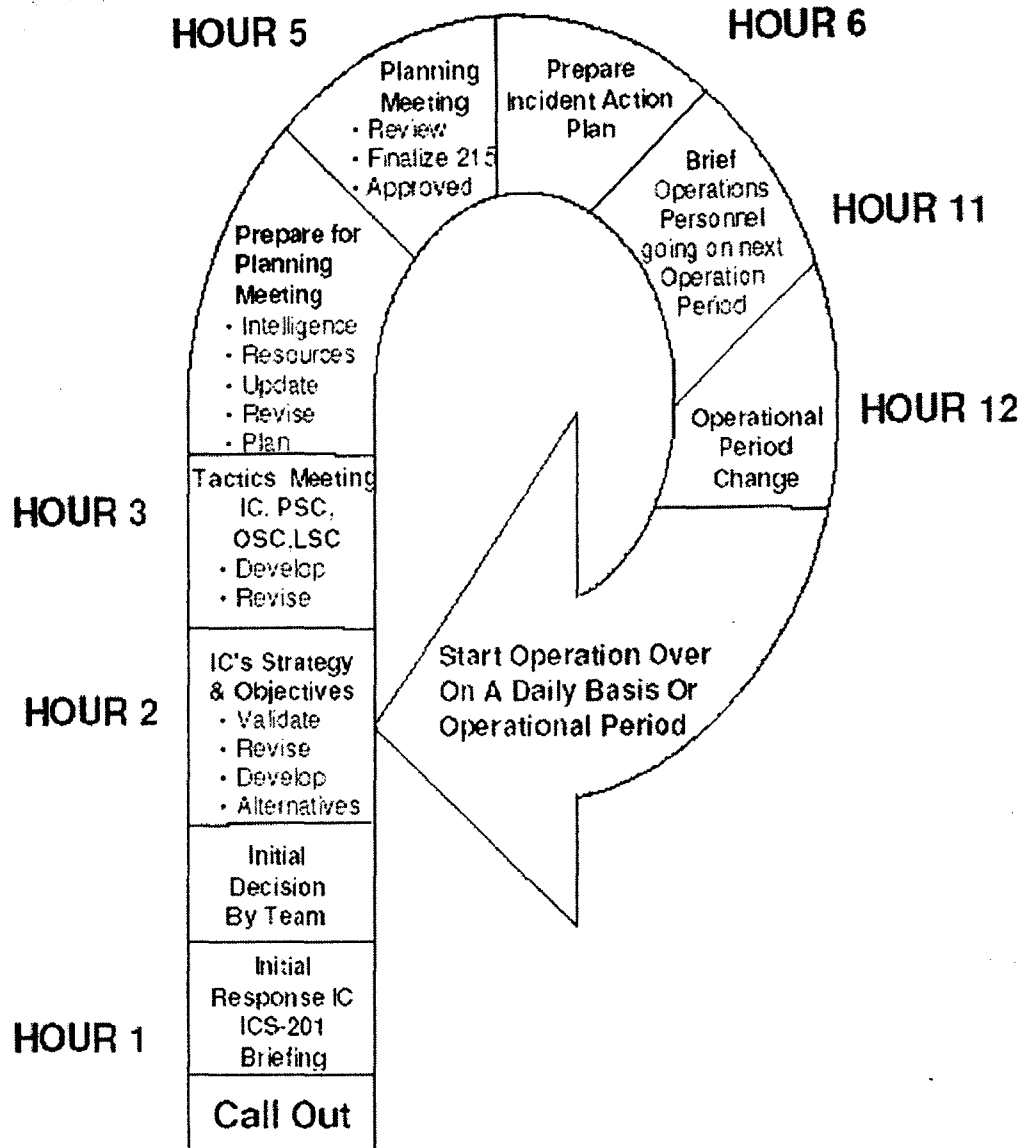 HOUR 5
HOUR 6
Planning
Meeting
· Review
· Finalize 215
· Approved
Prepare
Incident Action
Plan
Brief
Operations
Personnel
going on next
Operation
Period
HOUR 11
Prepare for
Planning
Meeting
· Intelligence
· Resources
· Update
· Revise
· Plan
Operational
Period
Change
HOUR 12
HOUR 3
Tactics Meeting
IC. PSC,
OSC.LSC
· Develop
· Revise
HOUR 2
IC's Strategy
& Objectives
· Validate
· Revise
· Develop
· Alternatives
Start Operation Over
On A Daily Basis Or
Operational Period
Initial
Decision
By Team
HOUR 1
Initial
Response IC
ICS-201
Briefing
Call Out